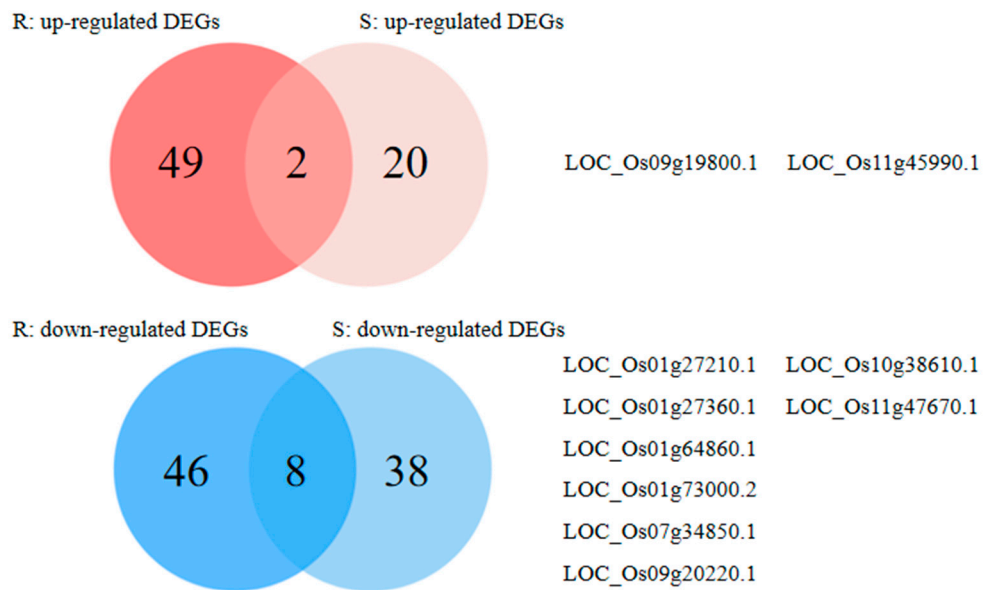 R: up-regulated DEGs S: up-regulated DEGs
49 2 20
LOC_Os09g19800.1 LOC_Os11g45990.1
R: down-regulated DEGs S: down-regulated DEGs
46 8 38
LOC_Os01g27210.1 LOC_Os10g38610.1
LOC_Os01g27360.1 LOC_Os11g47670.1
LOC_Os01g64860.1
LOC_Os01g73000.2
LOC_Os07g34850.1
LOC_Os09g20220.1